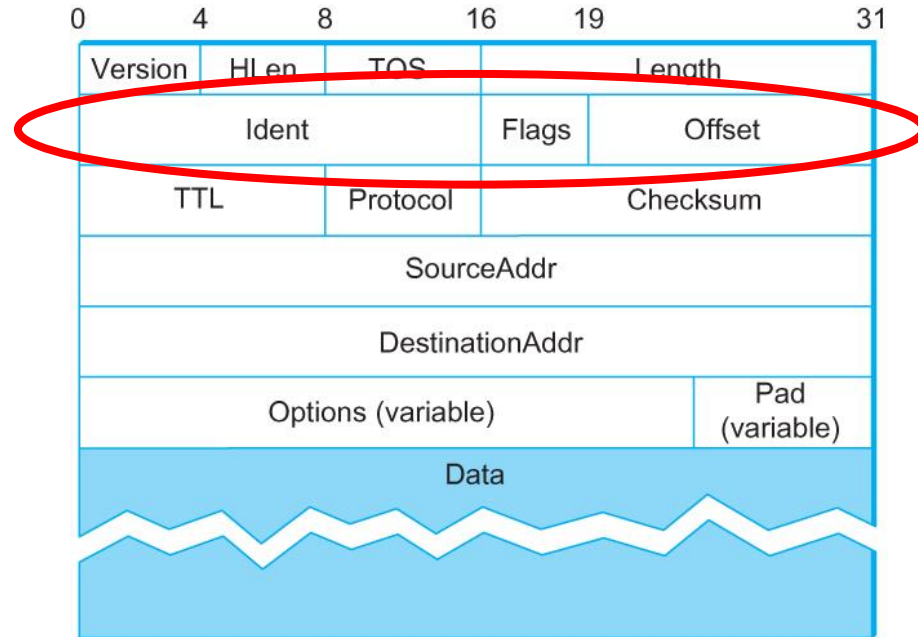 0 4 8 16 19 31
Version HLen TOS Length
Ident Flags Offset
TTL Protocol Checksum
SourceAddr
DestinationAddr
Options (variable) Pad
(variable)
Data